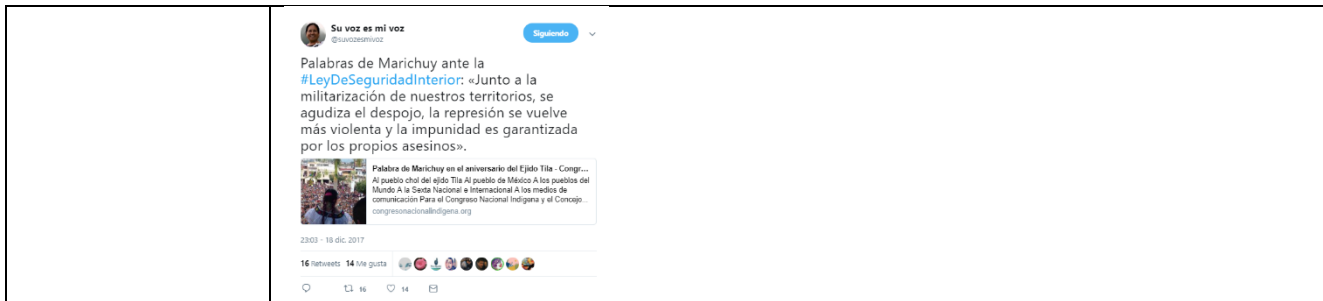 Su voz es mi voz
@suvozesmivoz
Siguiendo
Palabras de Marichuy ante la
#LeyDeSeguridadInterior: «Junto a la
militarización de nuestros territorios, se
agudiza el despojo, la represión se vuelve
más violenta y la impunidad es garantizada
por los propios asesinos».
Palabra de Marichuy en el aniversario del Ejido Tila - Congr...
Al pueblo chol del ejido Tila Al pueblo de México A los pueblos del
Mundo A la Sexta Nacional e Internacional A los medios de
comunicación Para el Congreso Nacional Indígena y el Concejo...
congresonacionalindigena.org
23:03 - 18 dic. 2017
16 Retweets 14 Me gusta
16 14